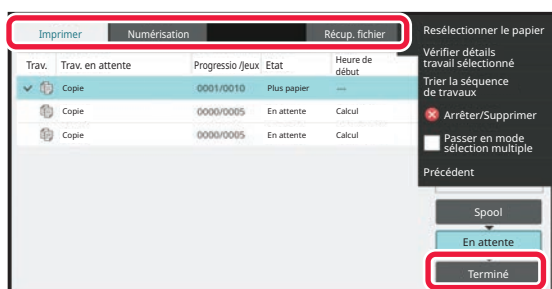 Imprimer Numérisation Récup. fichier
Trav. Trav. en attente Progressio /Jeux Etat Heure de
début
Copie 0001/0010 Plus papier ---
Copie 0000/0005 En attente Calcul
Copie 0000/0005 En attente Calcul
Resélectionner le papier
Vérifier détails
travail sélectionné
Trier la séquence
de travaux
Arrêter/Supprimer
Passer en mode
sélection multiple
Précédent
Spool
En attente
Terminé